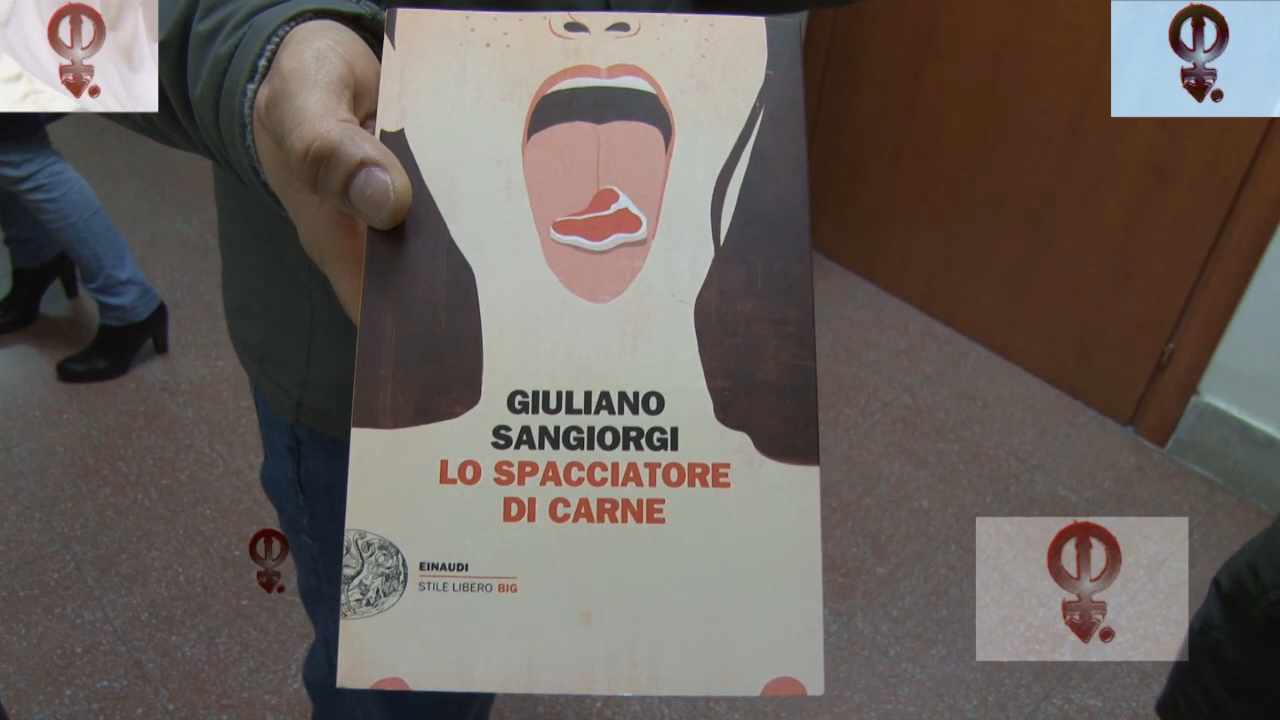 GIULIANO
SANGIORGI
LO SPACCIATORE
DI CARNE
EINAUDI
STILE LIBERO BIG